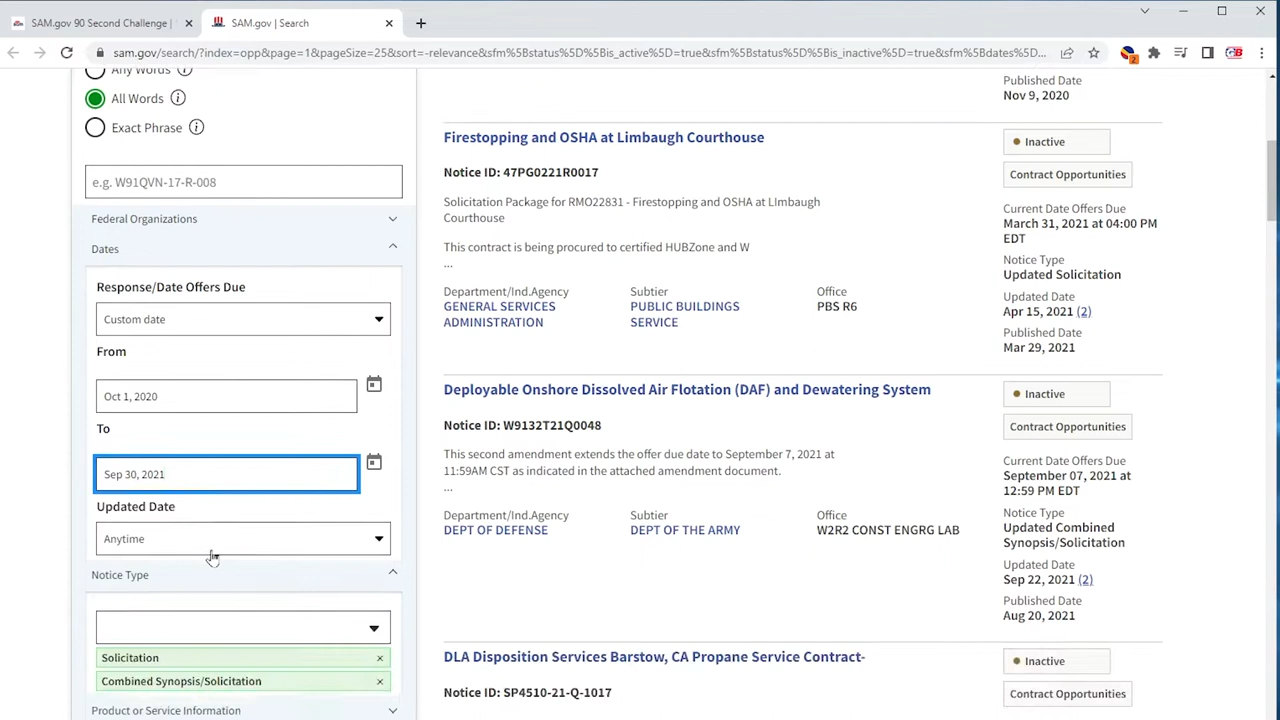 SAM.gov 90 Second Challenge |
SAM.gov | Search
sam.gov/search/?index=opp&page=1&pageSize=25&sort=-relevance&sfm%5Bstatus%5D%5Bis_active%5D=true&sfm%5Bstatus%5D%5Bis_inactive%5D=true&sfm%5Bdates%5D...
2
Any Words
All Words
Exact Phrase
e.g. W91QVN-17-R-008
Federal Organizations
Dates
Response/Date Offers Due
Custom date
From
Oct 1, 2020
To
Sep 30, 2021
Updated Date
Anytime
Notice Type
Solicitation
Combined Synopsis/Solicitation
Product or Service Information
Published Date
Nov 9, 2020
Firestopping and OSHA at Limbaugh Courthouse
Notice ID: 47PG0221R0017
Solicitation Package for RMO22831 - Firestopping and OSHA at LImbaugh
Courthouse
This contract is being procured to certified HUBZone and W
...
Department/Ind.Agency
GENERAL SERVICES
ADMINISTRATION
Subtier
PUBLIC BUILDINGS
SERVICE
Office
PBS R6
Inactive
Contract Opportunities
Current Date Offers Due
March 31, 2021 at 04:00 PM
EDT
Notice Type
Updated Solicitation
Updated Date
Apr 15, 2021 (2)
Published Date
Mar 29, 2021
Deployable Onshore Dissolved Air Flotation (DAF) and Dewatering System
Notice ID: W9132T21Q0048
This second amendment extends the offer due date to September 7, 2021 at
11:59AM CST as indicated in the attached amendment document.
...
Department/Ind.Agency
DEPT OF DEFENSE
Subtier
DEPT OF THE ARMY
Office
W2R2 CONST ENGRG LAB
Inactive
Contract Opportunities
Current Date Offers Due
September 07, 2021 at
12:59 PM EDT
Notice Type
Updated Combined
Synopsis/Solicitation
Updated Date
Sep 22, 2021 (2)
Published Date
Aug 20, 2021
DLA Disposition Services Barstow, CA Propane Service Contract-
Notice ID: SP4510-21-Q-1017
Inactive
Contract Opportunities